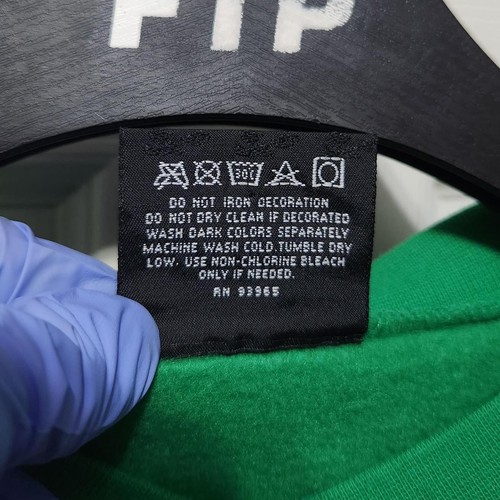 FTP
30°
DO NOT IRON DECORATION
DO NOT DRY CLEAN IF DECORATED
WASH DARK COLORS SEPARATELY
MACHINE WASH COLD.TUMBLE DRY
LOW. USE NON-CHLORINE BLEACH
ONLY IF NEEDED.
RN 93965